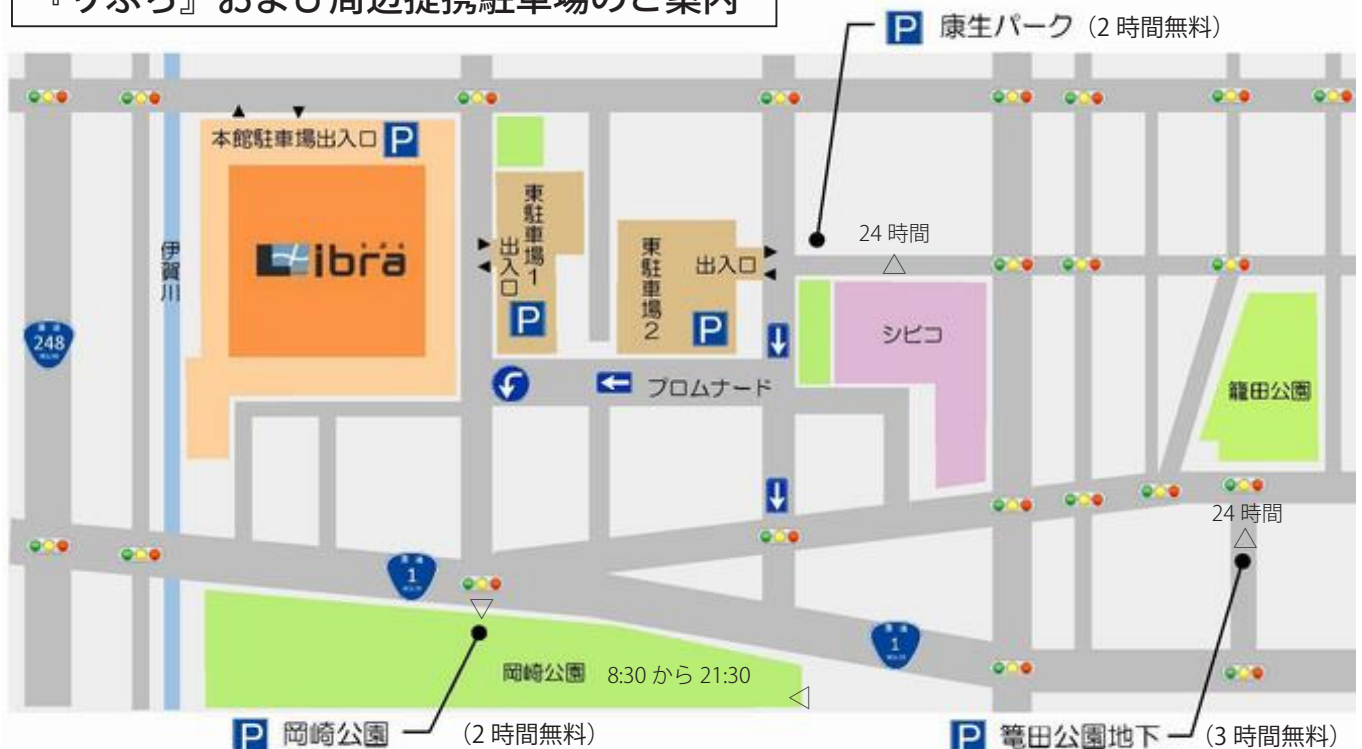 『りぶら』および周辺提携駐車場のご案内
P 康生パーク（2 時間無料）
本館駐車場出入口 P
伊賀川
Libra
東駐車場1
出入口
P
東駐車場2
出入口
P
24 時間
シビコ
248
プロムナード
籠田公園
24 時間
1
1
岡崎公園 8:30 から 21:30
P 岡崎公園 （2 時間無料）
P 篭田公園地下 （3 時間無料）